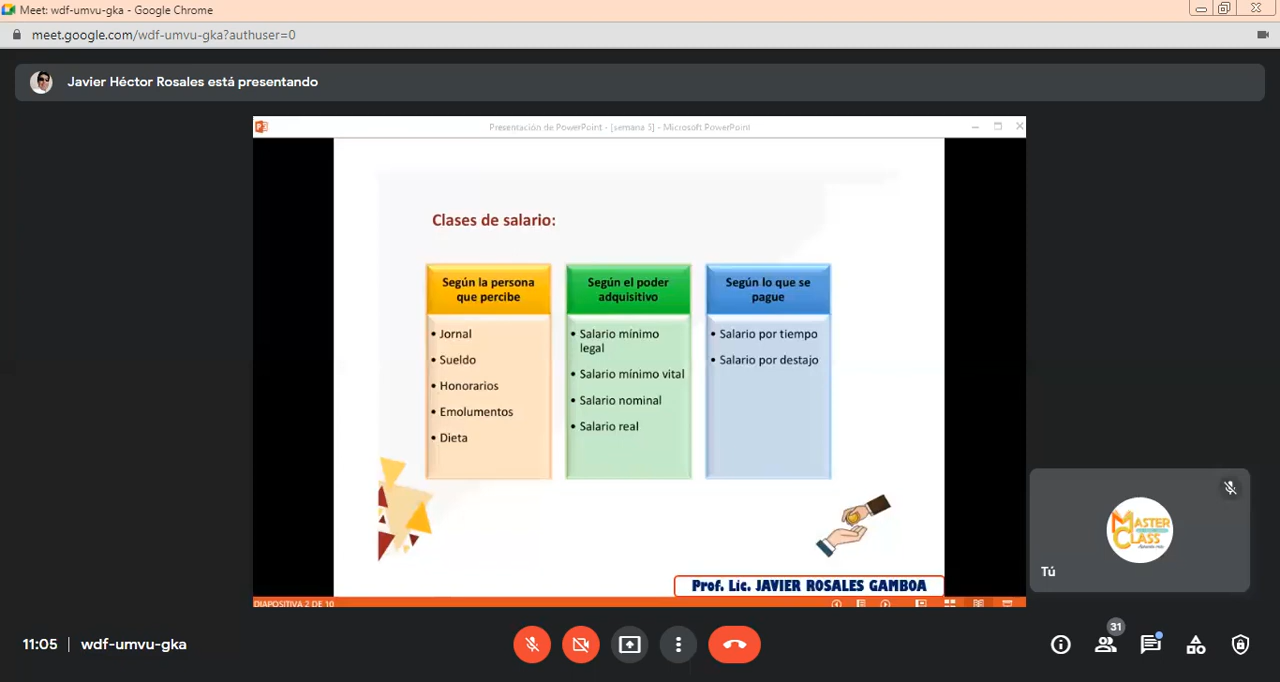 Meet: wdf-umvu-gka - Google Chrome
meet.google.com/wdf-umvu-gka?authuser=0
Javier Héctor Rosales está presentando
Presentación de PowerPoint - [semana 5] - Microsoft PowerPoint
Clases de salario:
Según la persona
que percibe
• Jornal
• Sueldo
• Honorarios
• Emolumentos
• Dieta
Según el poder
adquisitivo
• Salario mínimo
legal
• Salario mínimo vital
• Salario nominal
• Salario real
Según lo que se
pague
• Salario por tiempo
• Salario por destajo
Prof. Lic. JAVIER ROSALES GAMBOA
DIAPOSITIVA 2 DE 10
MASTER
CLASS
Tú
11:05 | wdf-umvu-gka
31